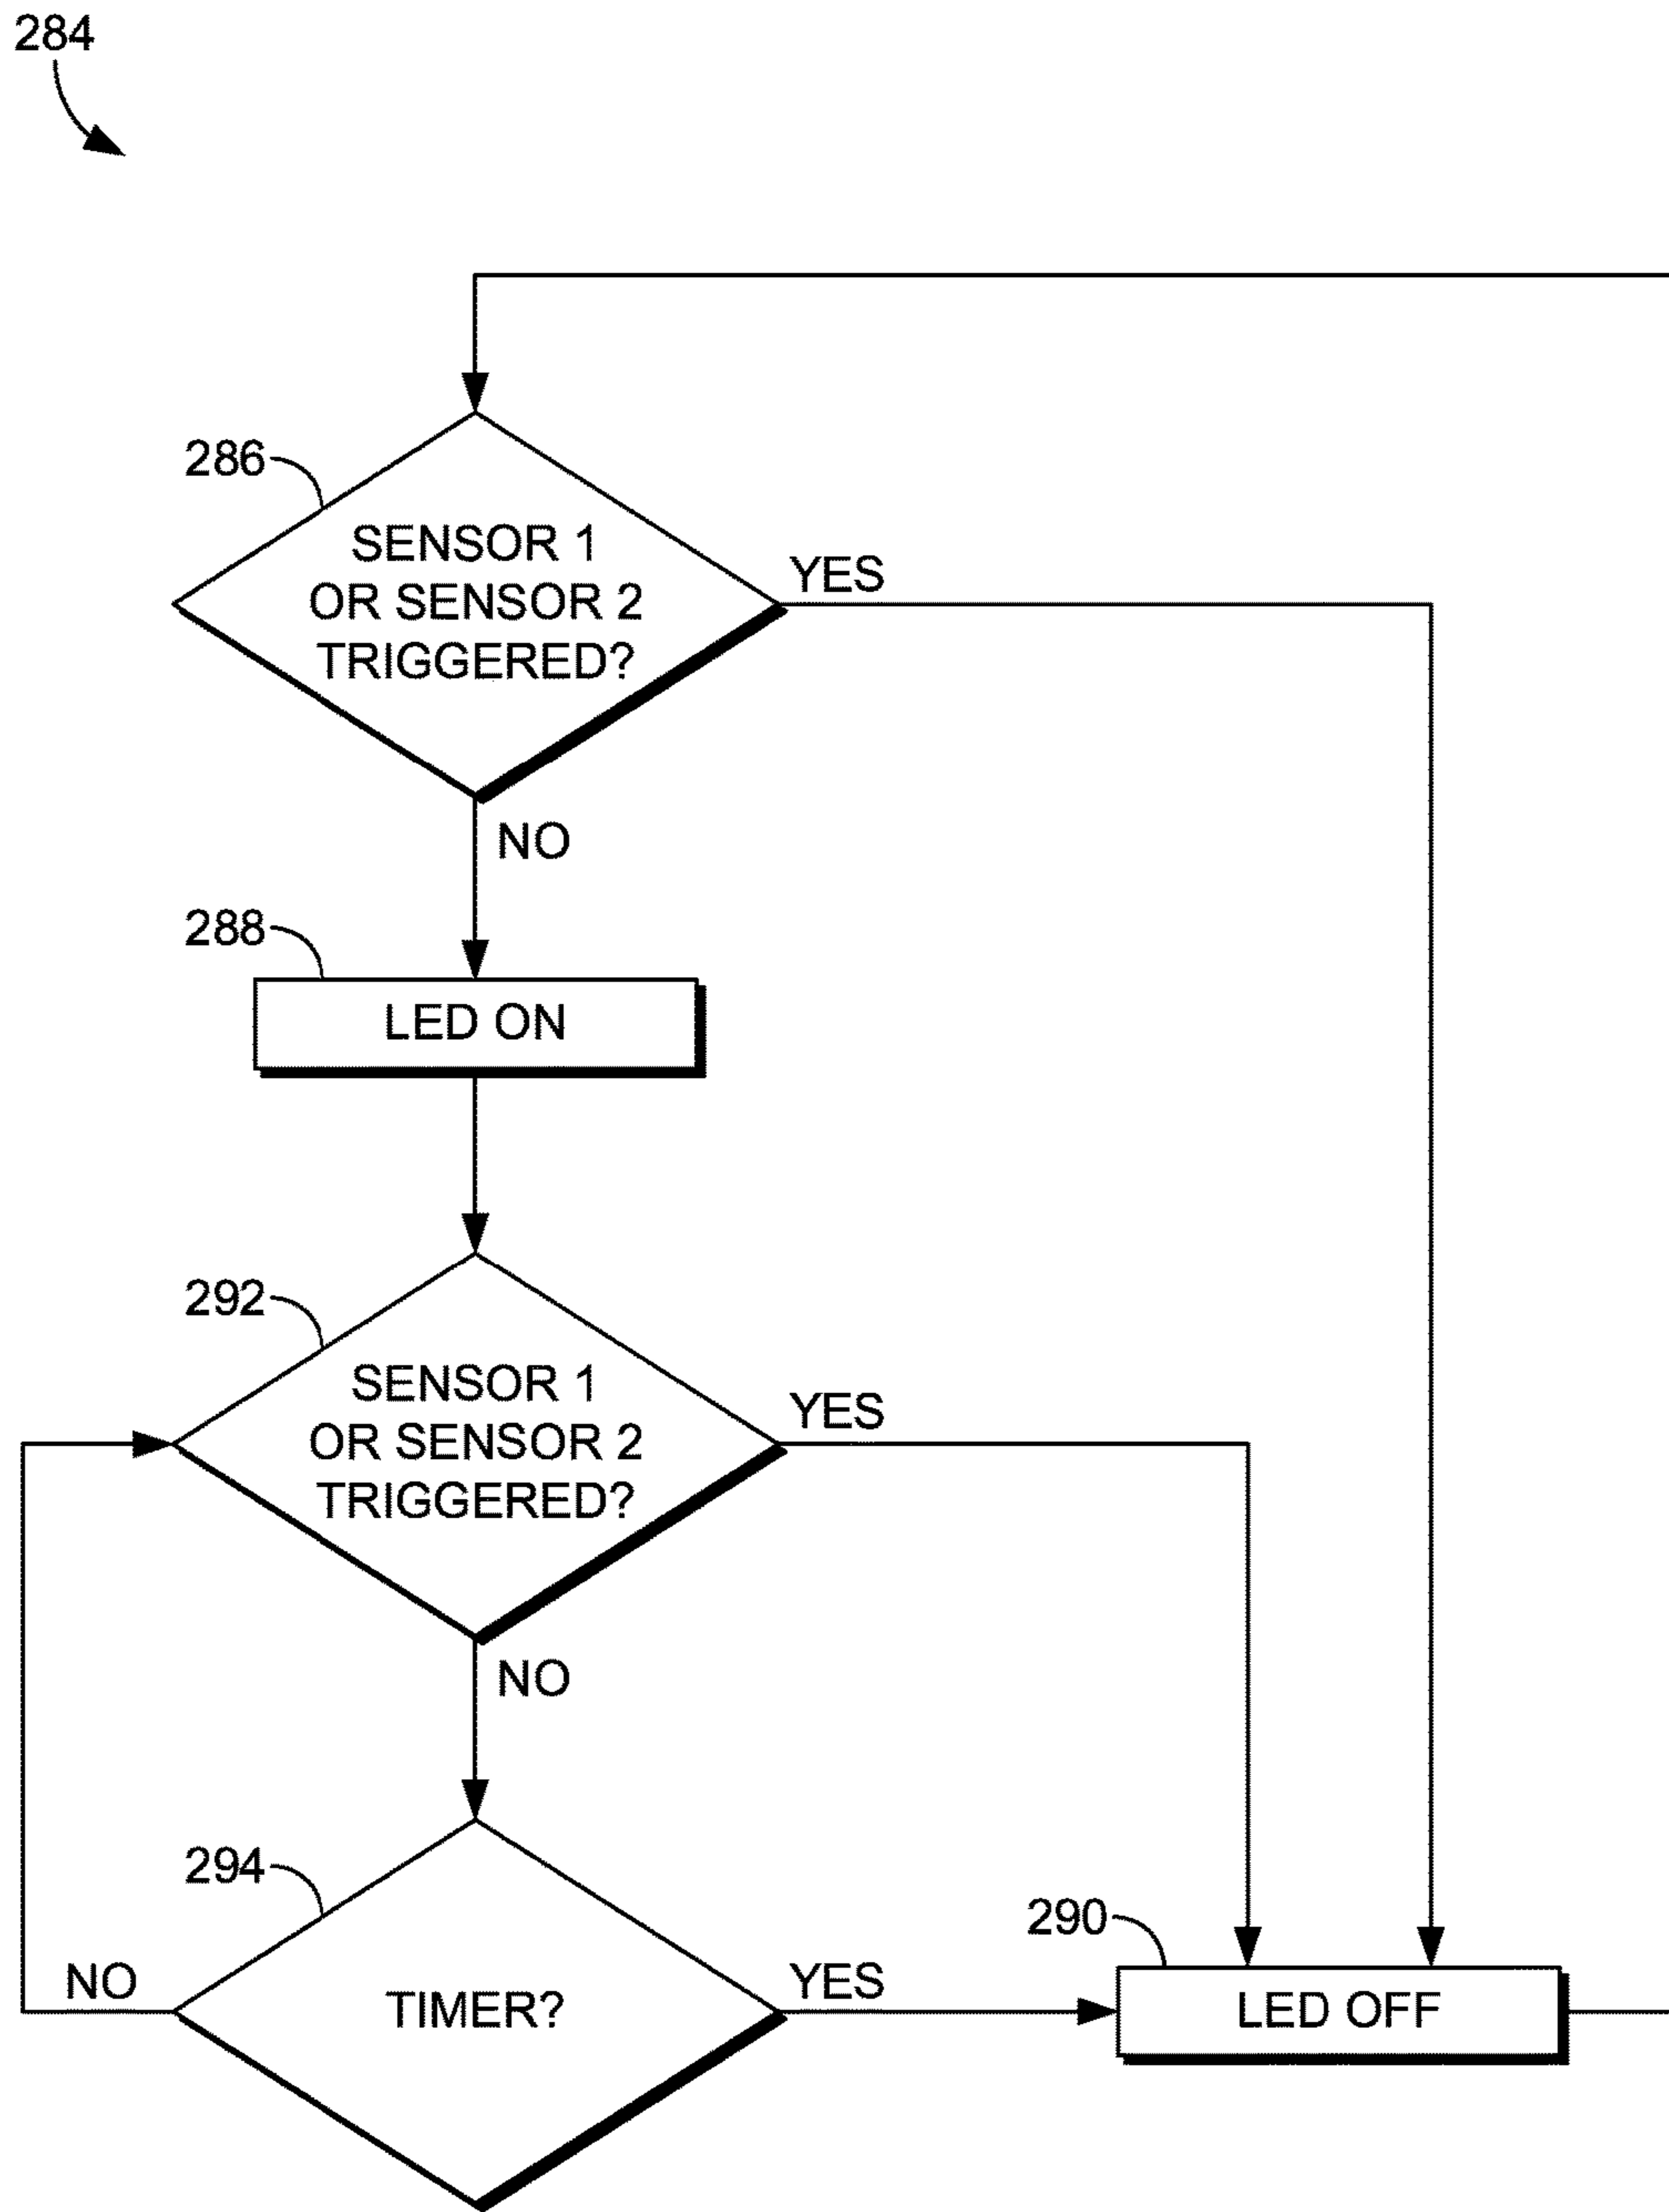 284
286
SENSOR 1
OR SENSOR 2
TRIGGERED?
YES
NO
288
LED ON
292
SENSOR 1
OR SENSOR 2
TRIGGERED?
YES
NO
294
TIMER?
NO
YES
290
LED OFF